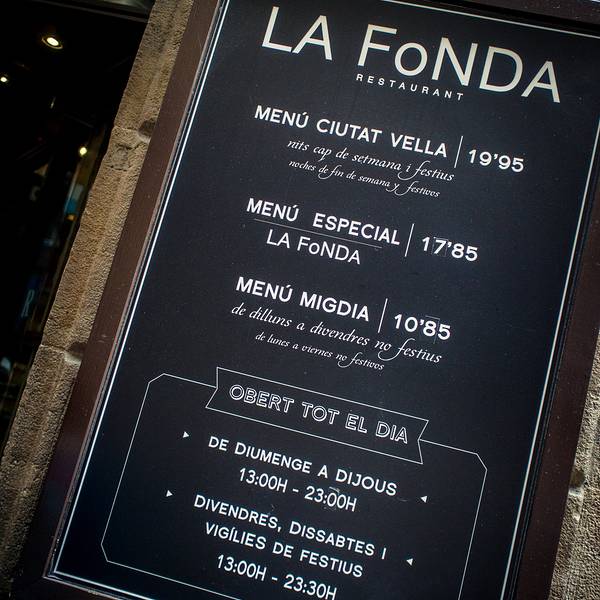 LA FoNDA
RESTAURANT
MENÚ CIUTAT VELLA | 19'95
nits cap de setmana i festius
noches de fin de semana y festivos
MENÚ ESPECIAL | 17'85
LA FoNDA
MENÚ MIGDIA | 10'85
de dilluns a divendres no festius
de lunes a viernes no festivos
OBERT TOT EL DIA
DE DIUMENGE A DIJOUS
13:00H - 23:00H
DIVENDRES, DISSABTES I
VIGÍLIES DE FESTIUS
13:00H - 23:30H